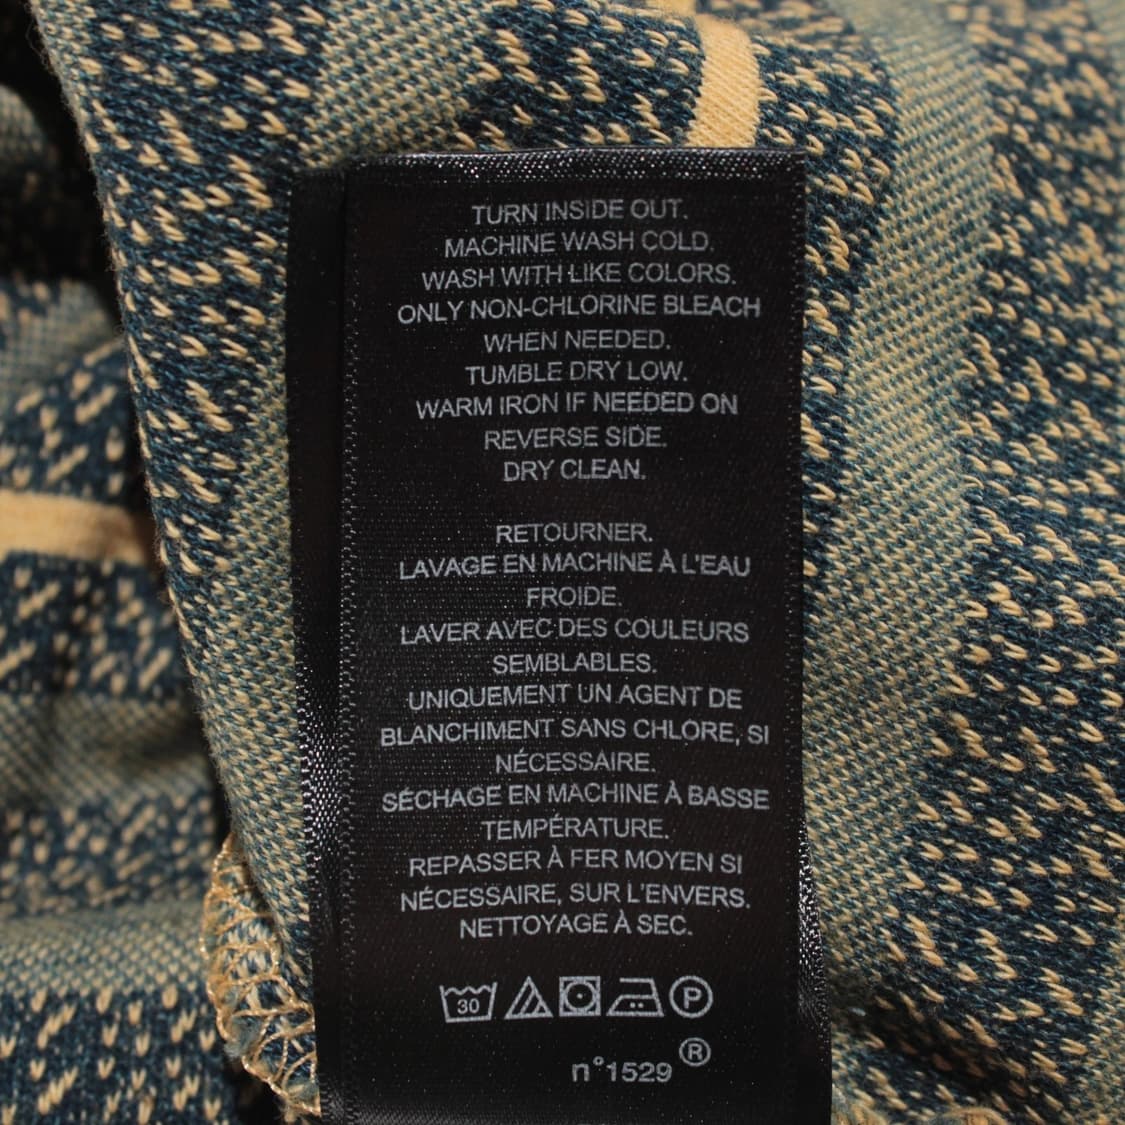 TURN INSIDE OUT.
MACHINE WASH COLD.
WASH WITH LIKE COLORS.
ONLY NON-CHLORINE BLEACH
WHEN NEEDED.
TUMBLE DRY LOW.
WARM IRON IF NEEDED ON
REVERSE SIDE.
DRY CLEAN.
RETOURNER.
LAVAGE EN MACHINE À L'EAU
FROIDE.
LAVER AVEC DES COULEURS
SEMBLABLES.
UNIQUEMENT UN AGENT DE
BLANCHIMENT SANS CHLORE, SI
NÉCESSAIRE.
SÉCHAGE EN MACHINE À BASSE
TEMPÉRATURE.
REPASSER À FER MOYEN SI
NÉCESSAIRE, SUR L'ENVERS.
NETTOYAGE À SEC.
30 P
n°1529 ®